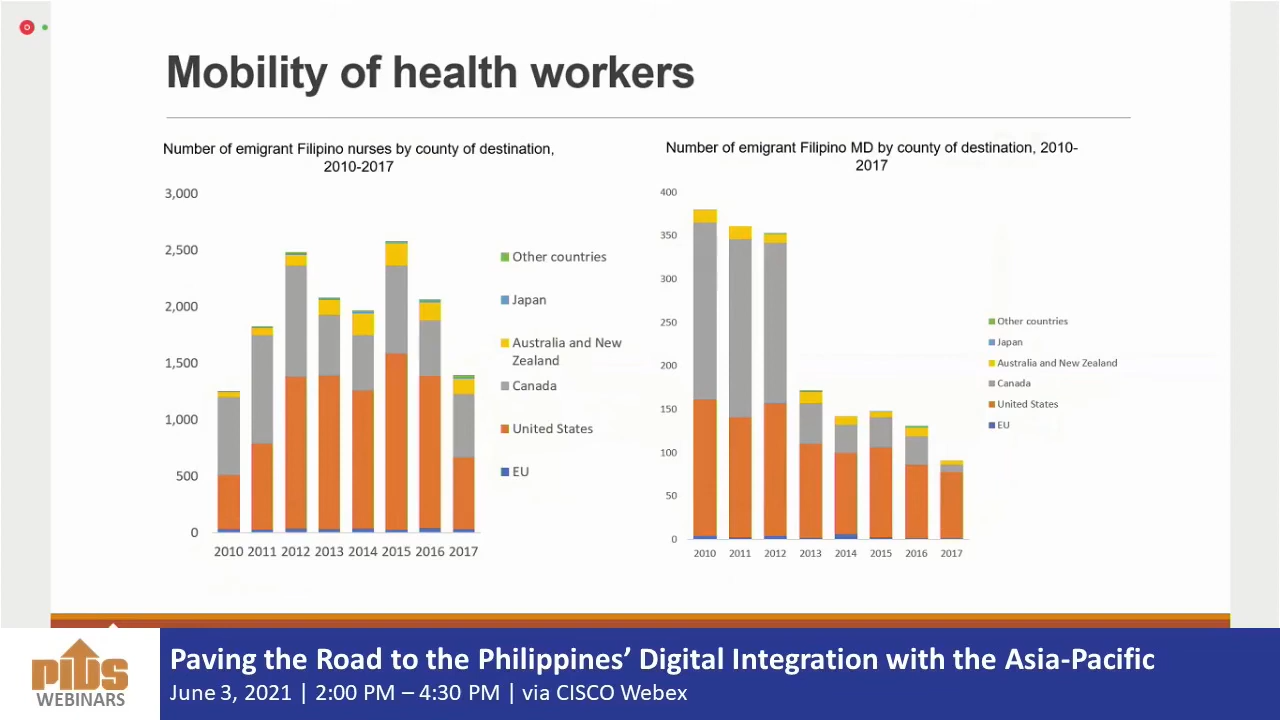 Mobility of health workers
Number of emigrant Filipino nurses by county of destination,
2010-2017
3,000
2,500
2,000
1,500
1,000
500
0
2010 2011 2012 2013 2014 2015 2016 2017
Other countries
Japan
Australia and New
Zealand
Canada
United States
EU
Number of emigrant Filipino MD by county of destination, 2010-
2017
400
350
300
250
200
150
100
50
0
2010 2011 2012 2013 2014 2015 2016 2017
Other countries
Japan
Australia and New Zealand
Canada
United States
EU
PIDS
WEBINARS
Paving the Road to the Philippines’ Digital Integration with the Asia-Pacific
June 3, 2021 | 2:00 PM – 4:30 PM | via CISCO Webex